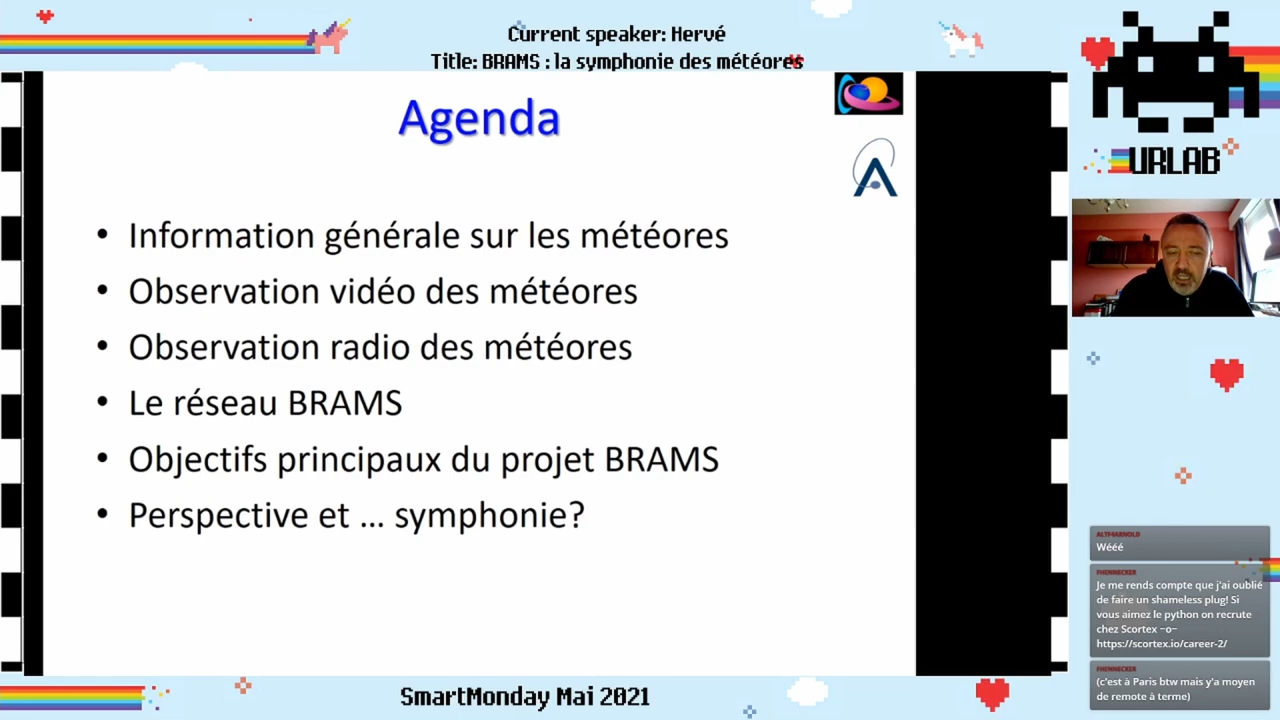 Current speaker: Hervé
Title: BRAMS : la symphonie des météores
Agenda
• Information générale sur les météores
• Observation vidéo des météores
• Observation radio des météores
• Le réseau BRAMS
• Objectifs principaux du projet BRAMS
• Perspective et ... symphonie?
URLAB
ALTF4ARNOLD
Wééé
FHENNECKER
Je me rends compte que j'ai oublié
de faire un shameless plug! Si
vous aimez le python on recrute
chez Scortex ~o~
https://scortex.io/career-2/
FHENNECKER
(c'est à Paris btw mais y'a moyen
de remote à terme)
SmartMonday Mai 2021